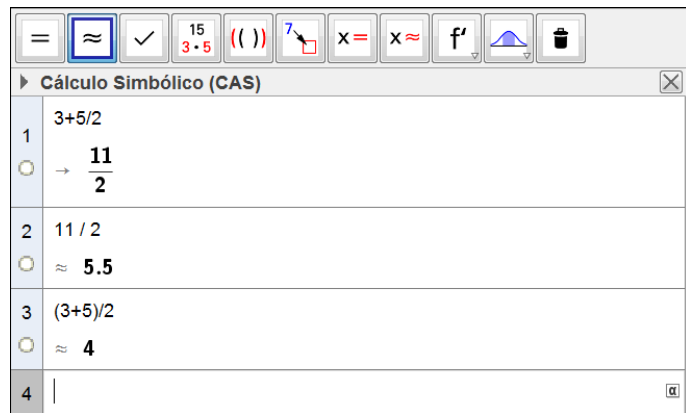 = ≈ ✓ 15 3·5 (( )) 7 x= x≈ f′
Cálculo Simbólico (CAS)
1
3+5/2
→ 11/2
2
11 / 2
≈ 5.5
3
(3+5)/2
≈ 4
4
α